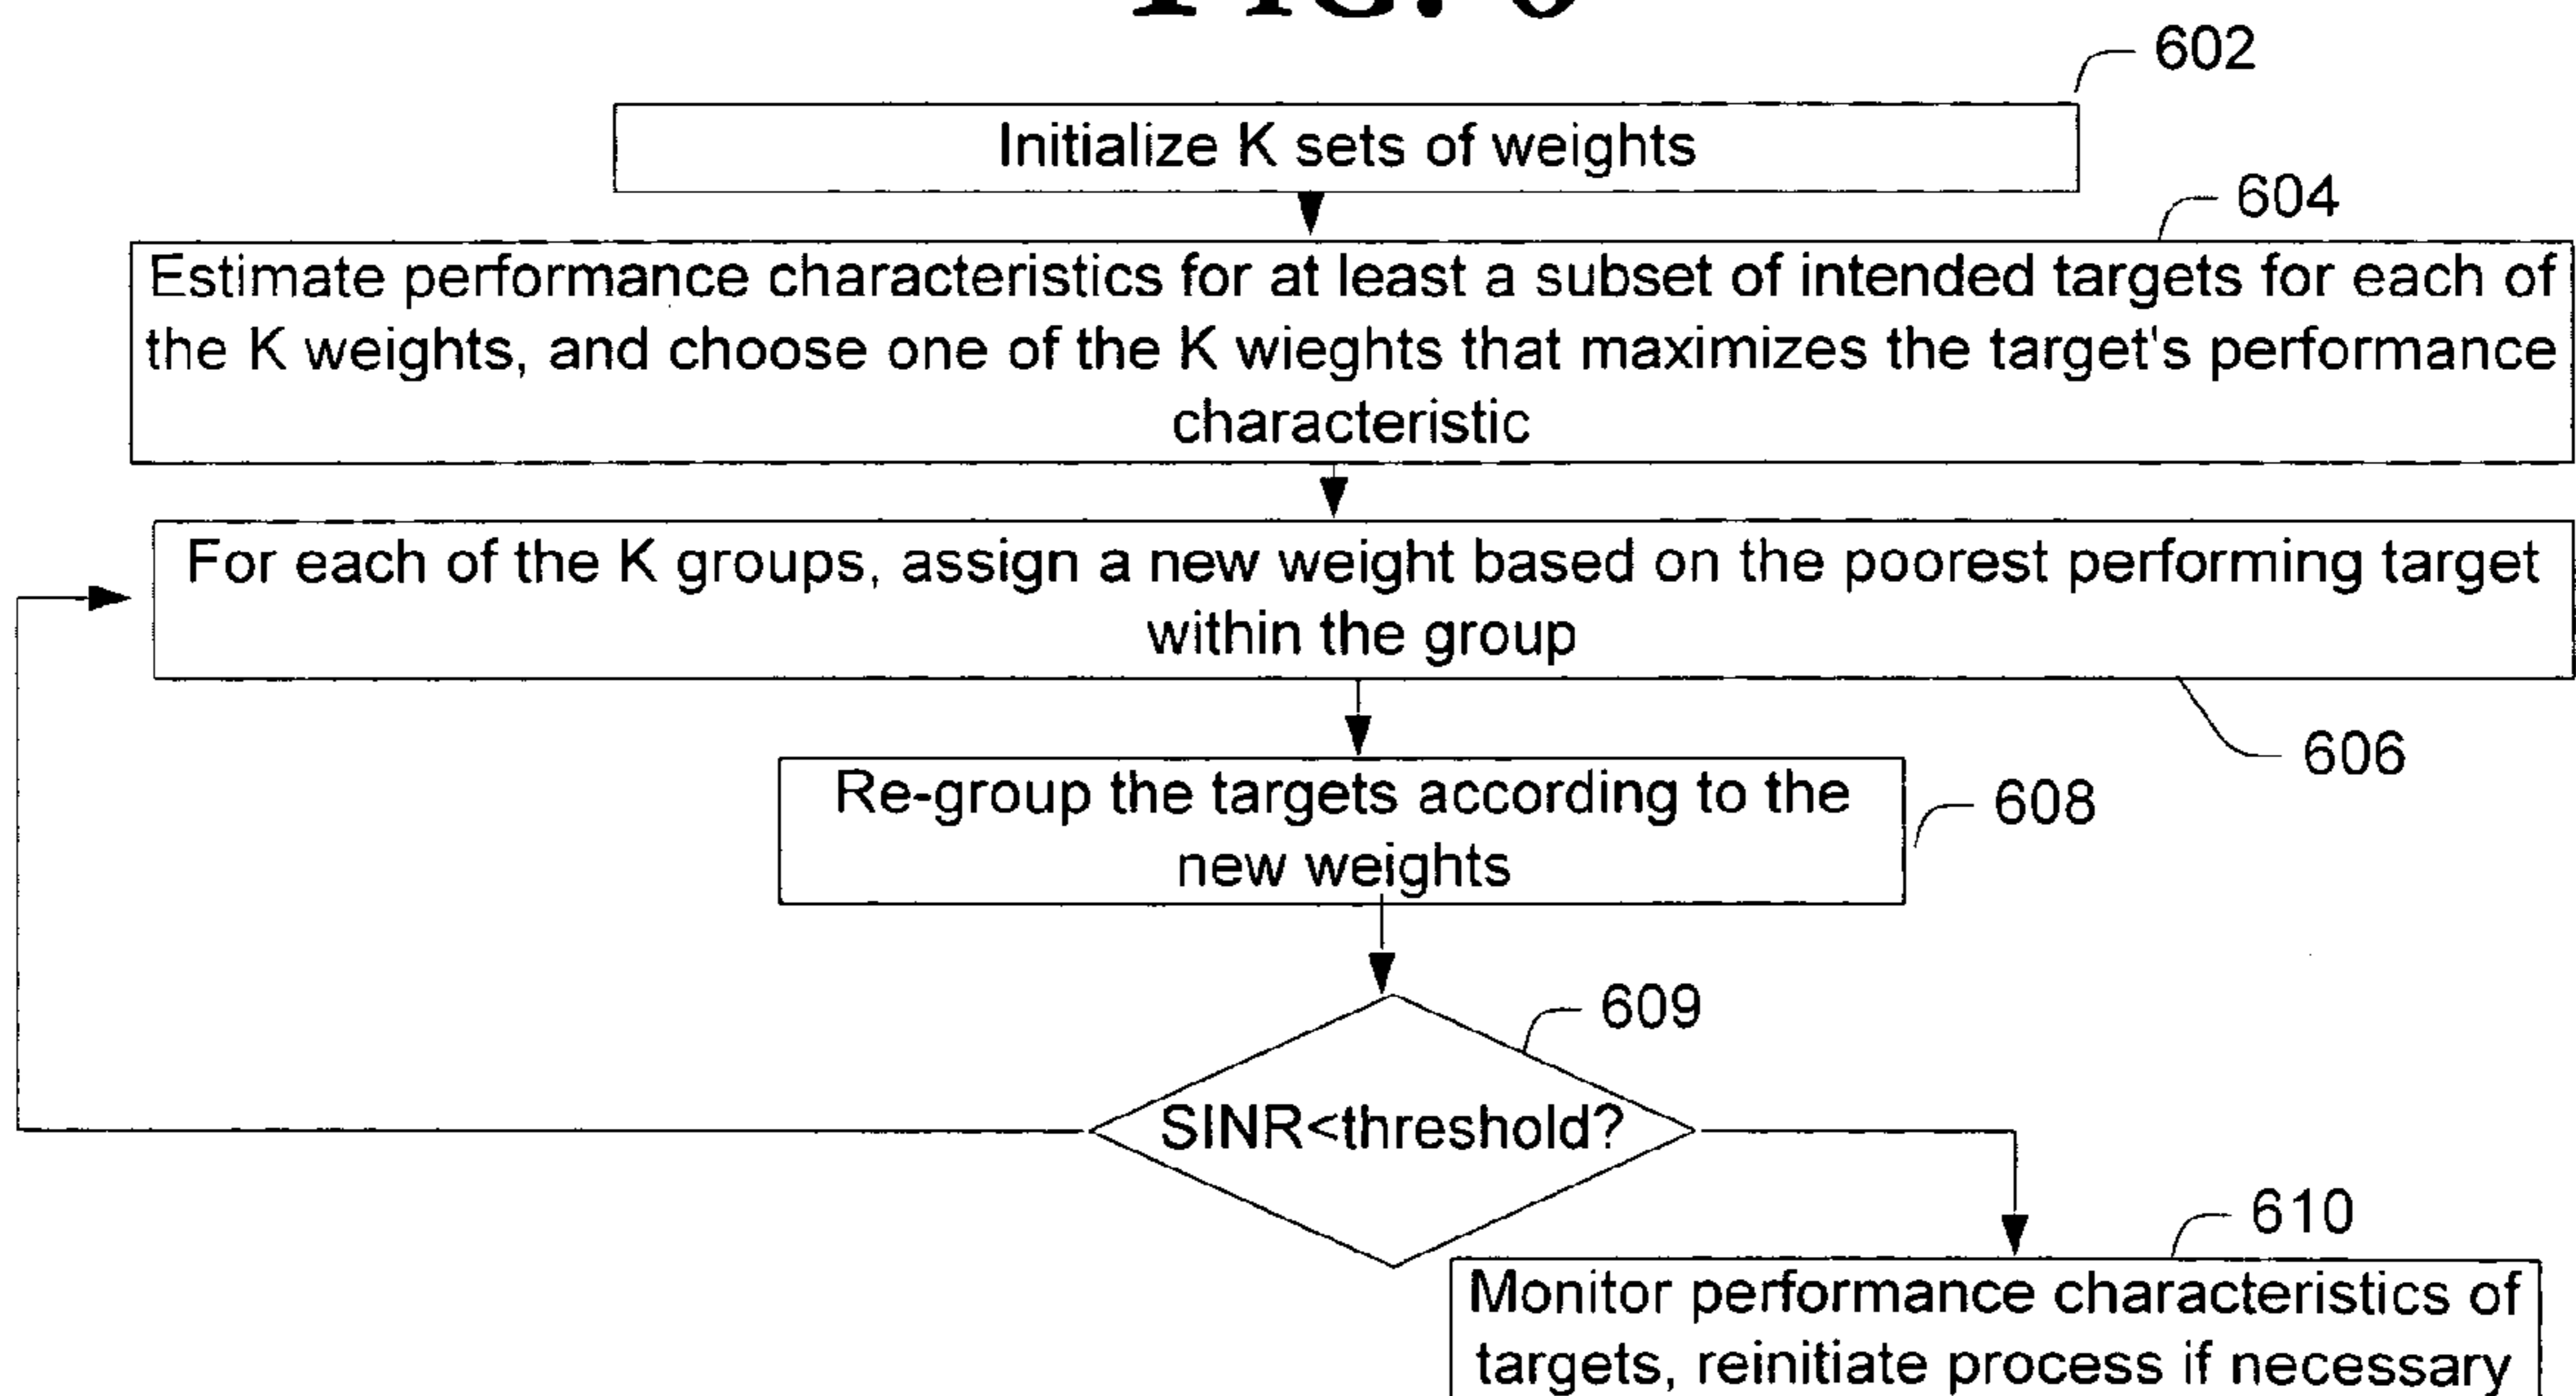 602
Initialize K sets of weights
604
Estimate performance characteristics for at least a subset of intended targets for each of
the K weights, and choose one of the K wieghts that maximizes the target's performance
characteristic
For each of the K groups, assign a new weight based on the poorest performing target
within the group
606
Re-group the targets according to the
new weights
608
609
SINR<threshold?
610
Monitor performance characteristics of
targets, reinitiate process if necessary